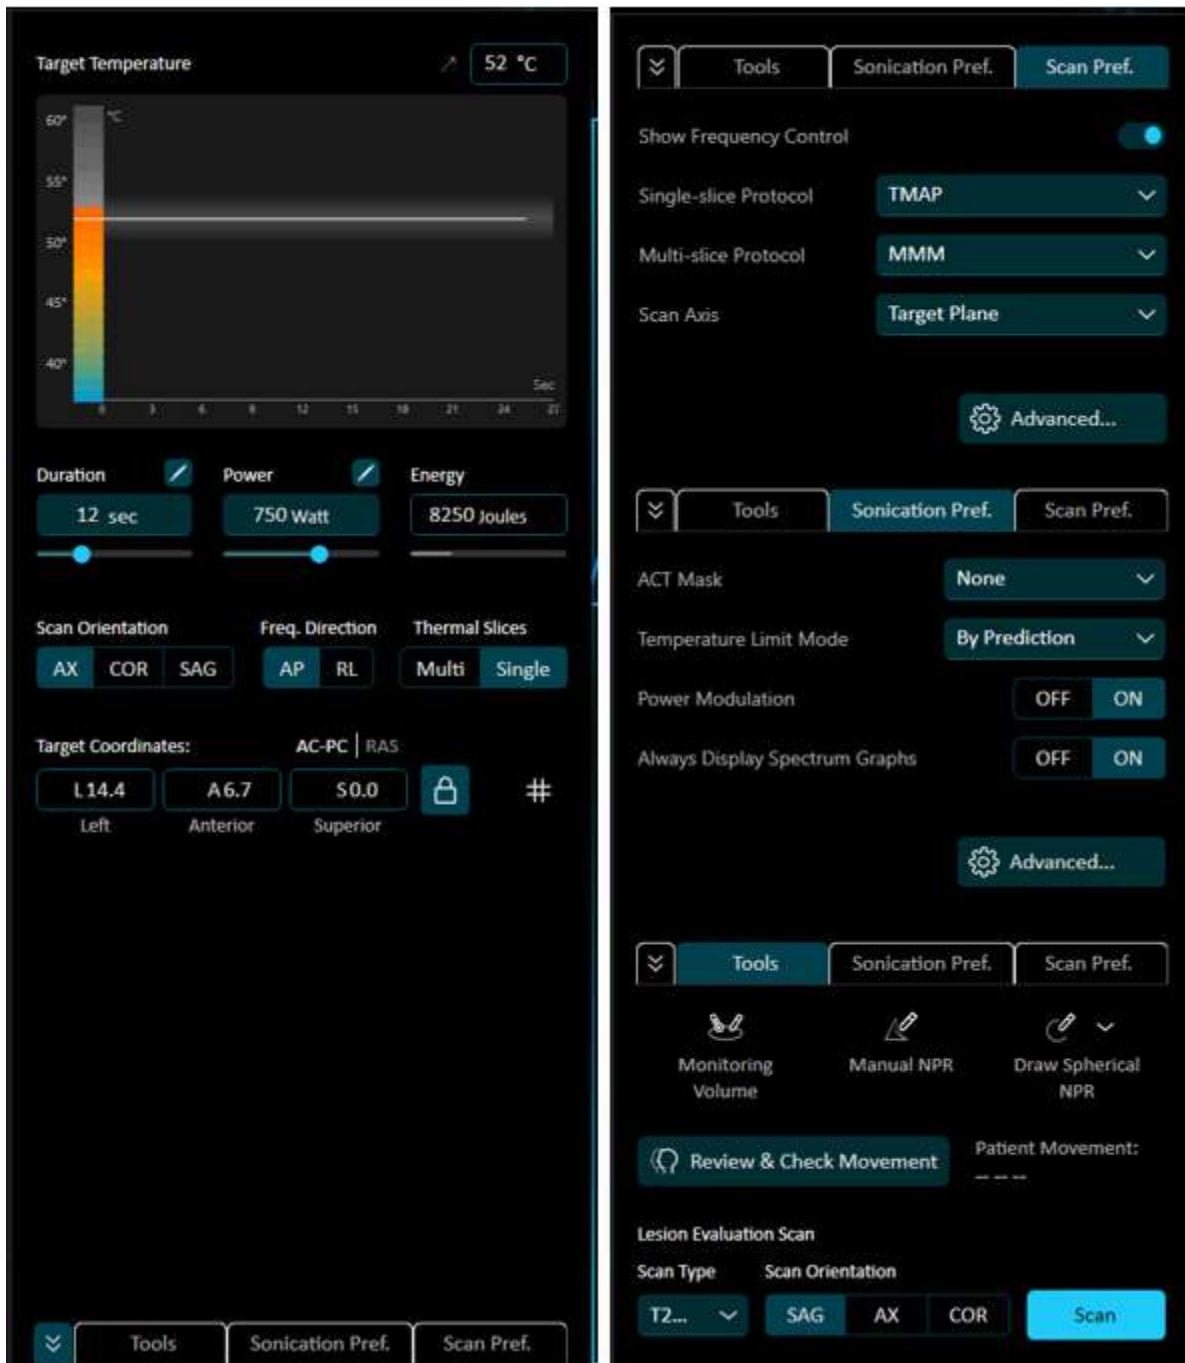 Target Temperature 52 °C
60° °C
55°
50°
45°
40°
Sec
0 3 6 9 12 15 18 21 24 27
Duration Power Energy
12 sec 750 Watt 8250 Joules
Scan Orientation Freq. Direction Thermal Slices
AX COR SAG AP RL Multi Single
Target Coordinates: AC-PC | RAS
L 14.4 A 6.7 S 0.0 #
Left Anterior Superior
Tools Sonication Pref. Scan Pref.
Tools Sonication Pref. Scan Pref.
Show Frequency Control
Single-slice Protocol TMAP
Multi-slice Protocol MMM
Scan Axis Target Plane
Advanced...
Tools Sonication Pref. Scan Pref.
ACT Mask None
Temperature Limit Mode By Prediction
Power Modulation OFF ON
Always Display Spectrum Graphs OFF ON
Advanced...
Tools Sonication Pref. Scan Pref.
Monitoring Manual NPR Draw Spherical
Volume NPR
Review & Check Movement Patient Movement:
-- -- --
Lesion Evaluation Scan
Scan Type Scan Orientation
T2... SAG AX COR Scan